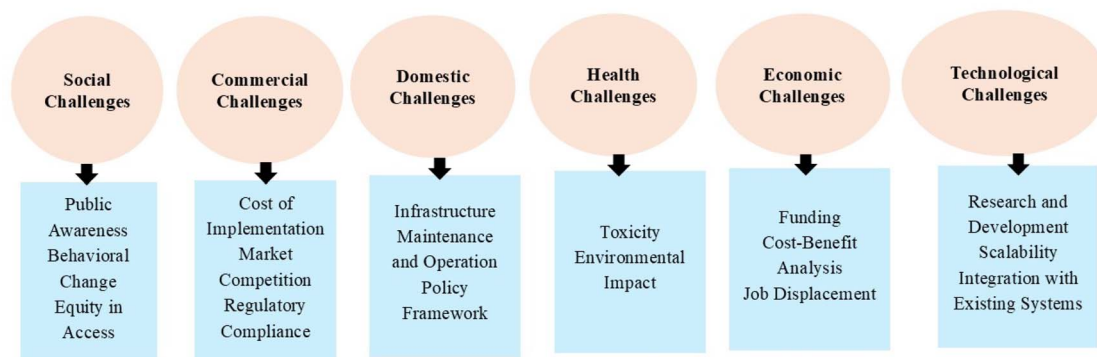 Social
Challenges
Commercial
Challenges
Domestic
Challenges
Health
Challenges
Economic
Challenges
Technological
Challenges
Public
Awareness
Behavioral
Change
Equity in
Access
Cost of
Implementation
Market
Competition
Regulatory
Compliance
Infrastructure
Maintenance
and Operation
Policy
Framework
Toxicity
Environmental
Impact
Funding
Cost-Benefit
Analysis
Job Displacement
Research and
Development
Scalability
Integration with
Existing Systems